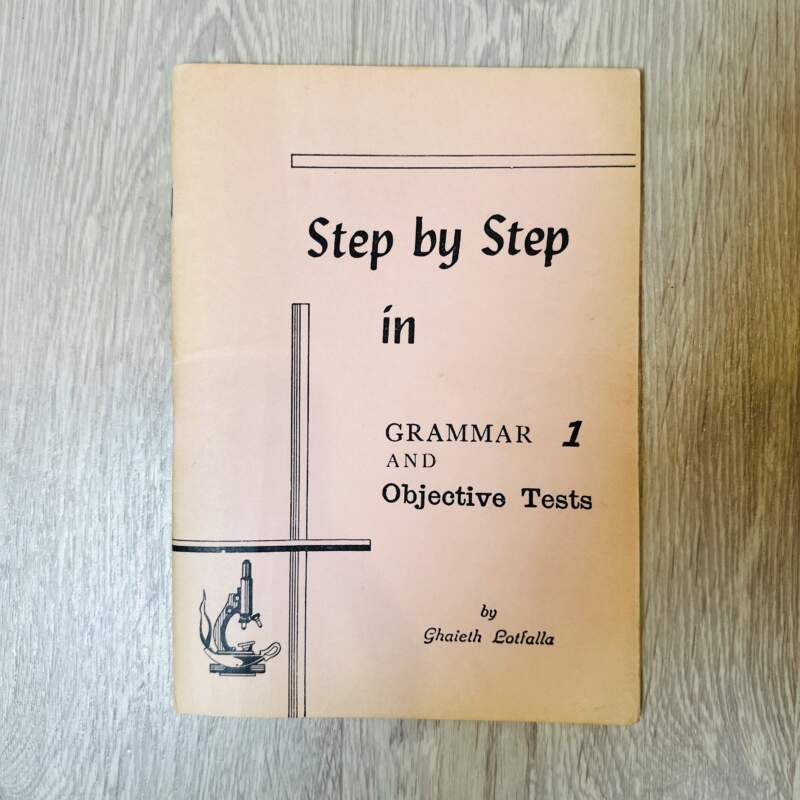 Step by Step
in
GRAMMAR 1
AND
Objective Tests
by
Ghaieth Lotfalla